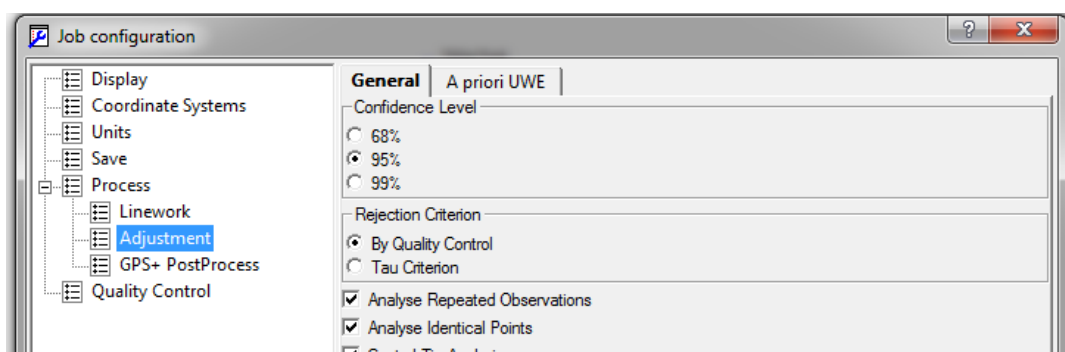 Job configuration
Display
Coordinate Systems
Units
Save
Process
Linework
Adjustment
GPS+ PostProcess
Quality Control
General
A priori UWE
Confidence Level
68%
95%
99%
Rejection Criterion
By Quality Control
Tau Criterion
Analyse Repeated Observations
Analyse Identical Points